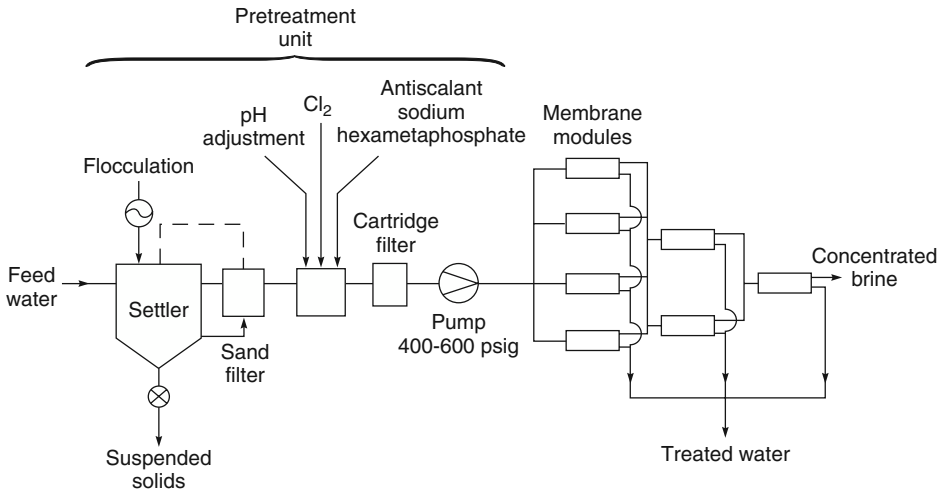 Pretreatment
unit
Antiscalant
sodium
hexametaphosphate
Cl₂
pH
adjustment
Membrane
modules
Flocculation
Cartridge
filter
Feed
water
Settler
Concentrated
brine
Pump
400-600 psig
Sand
filter
Treated water
Suspended
solids